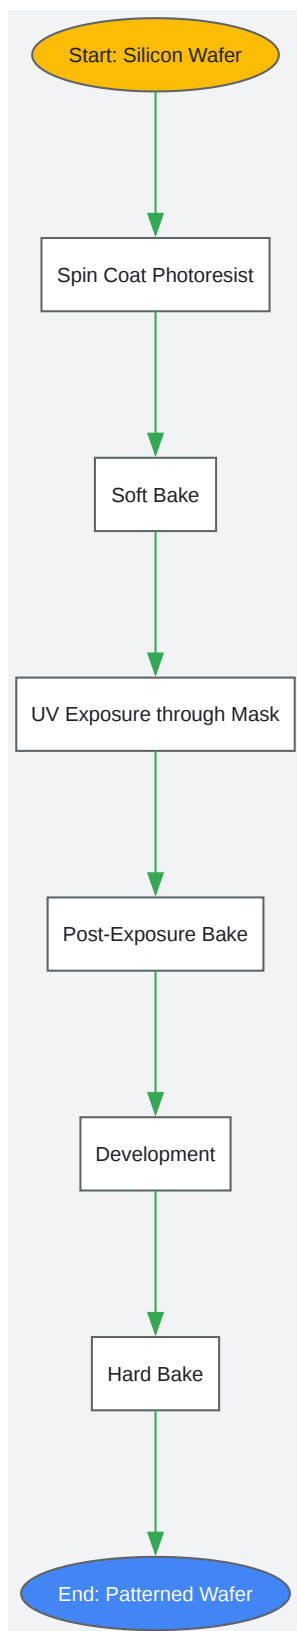 Start: Silicon Wafer
Spin Coat Photoresist
Soft Bake
UV Exposure through Mask
Post-Exposure Bake
Development
Hard Bake
End: Patterned Wafer